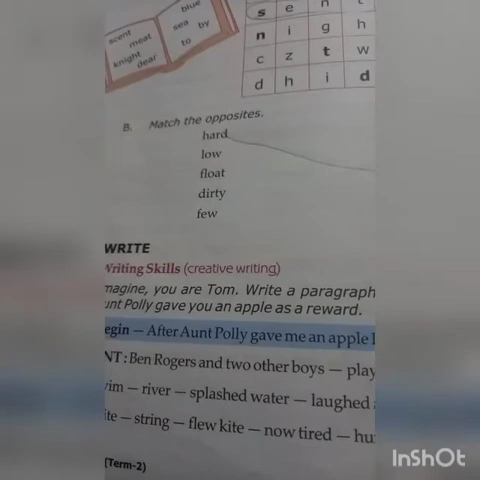 blue
scent
meat
sea by
knight
dear
to
s e n
n i g h
c z t w
d h i d
B. Match the opposites.
hard
low
float
dirty
few
WRITE
Writing Skills (creative writing)
magine, you are Tom. Write a paragraph
unt Polly gave you an apple as a reward.
egin — After Aunt Polly gave me an apple I
NT : Ben Rogers and two other boys — play
vim — river — splashed water — laughed
ite — string — flew kite — now tired — hu
(Term-2)
InShOt